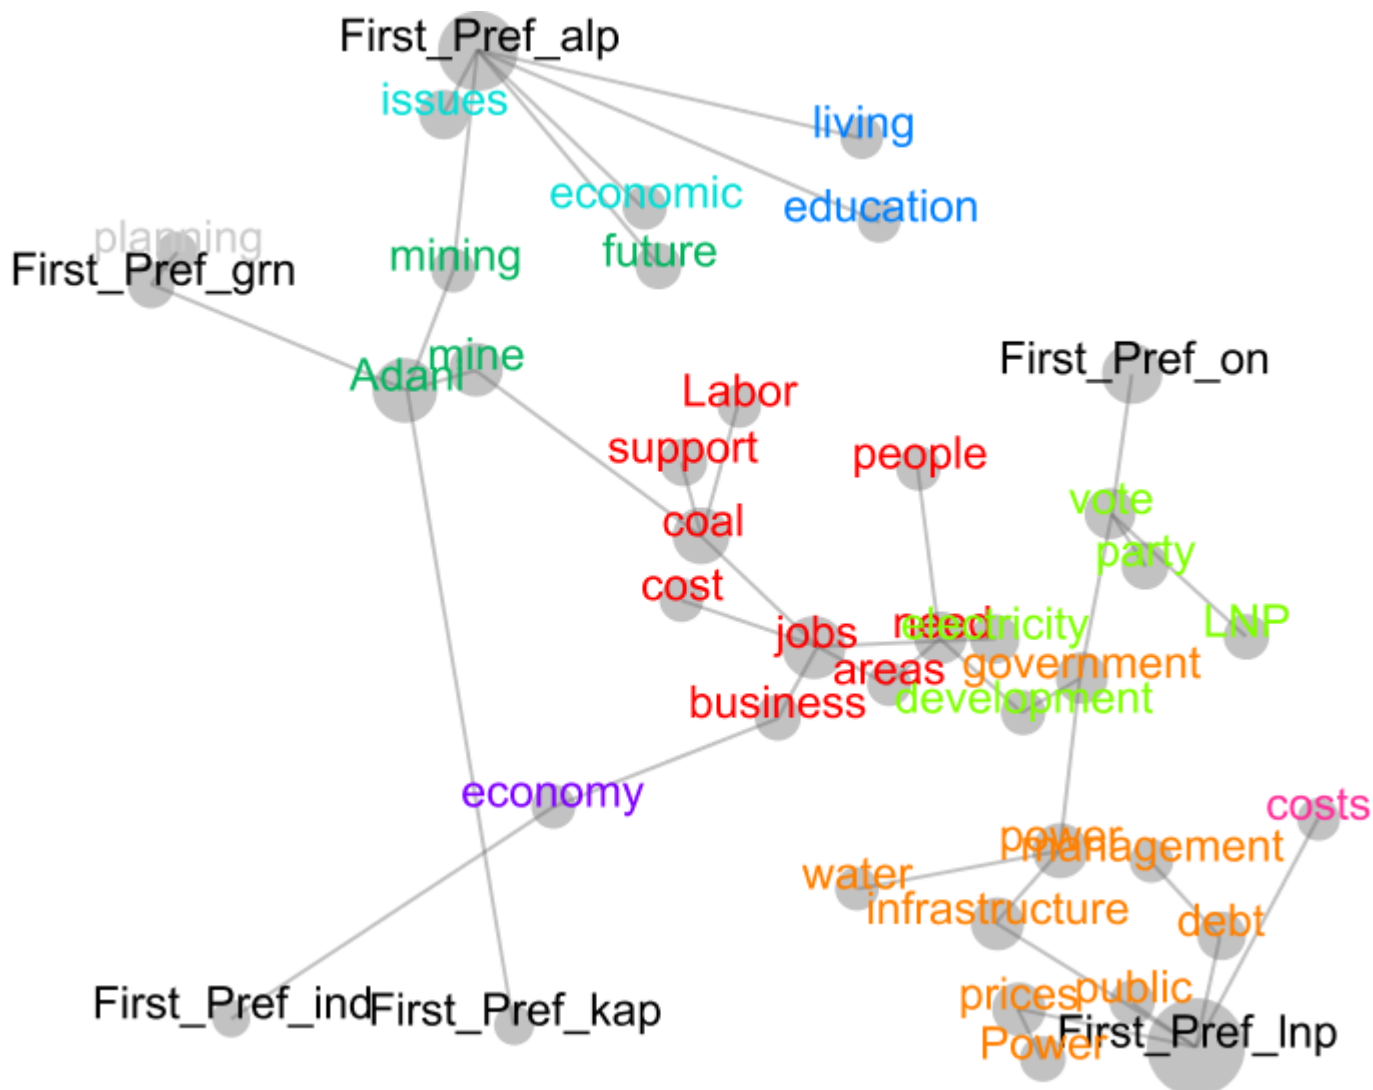 First_Pref_alp
issues
living
economic
education
planning
First_Pref_grn
mining
future
Adani
mine
First_Pref_on
Labor
support
people
coal
vote
party
cost
jobs
need
electricity
LNP
areas
government
business
development
economy
costs
power
management
water
infrastructure
debt
First_Pref_ind
First_Pref_kap
prices
public
Power
First_Pref_lnp